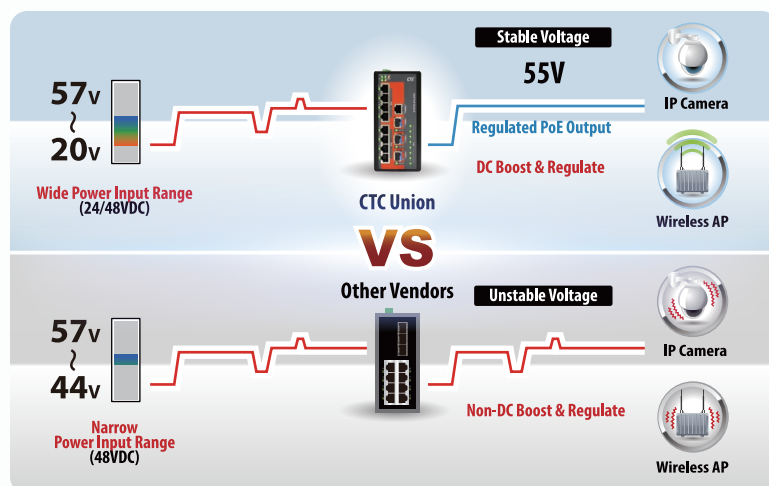 Stable Voltage
55V
57V
~
20V
IP Camera
Regulated PoE Output
DC Boost & Regulate
Wide Power Input Range
(24/48VDC)
CTC Union
Wireless AP
VS
Other Vendors
Unstable Voltage
57V
~
44V
IP Camera
Non-DC Boost & Regulate
Narrow
Power Input Range
(48VDC)
Wireless AP